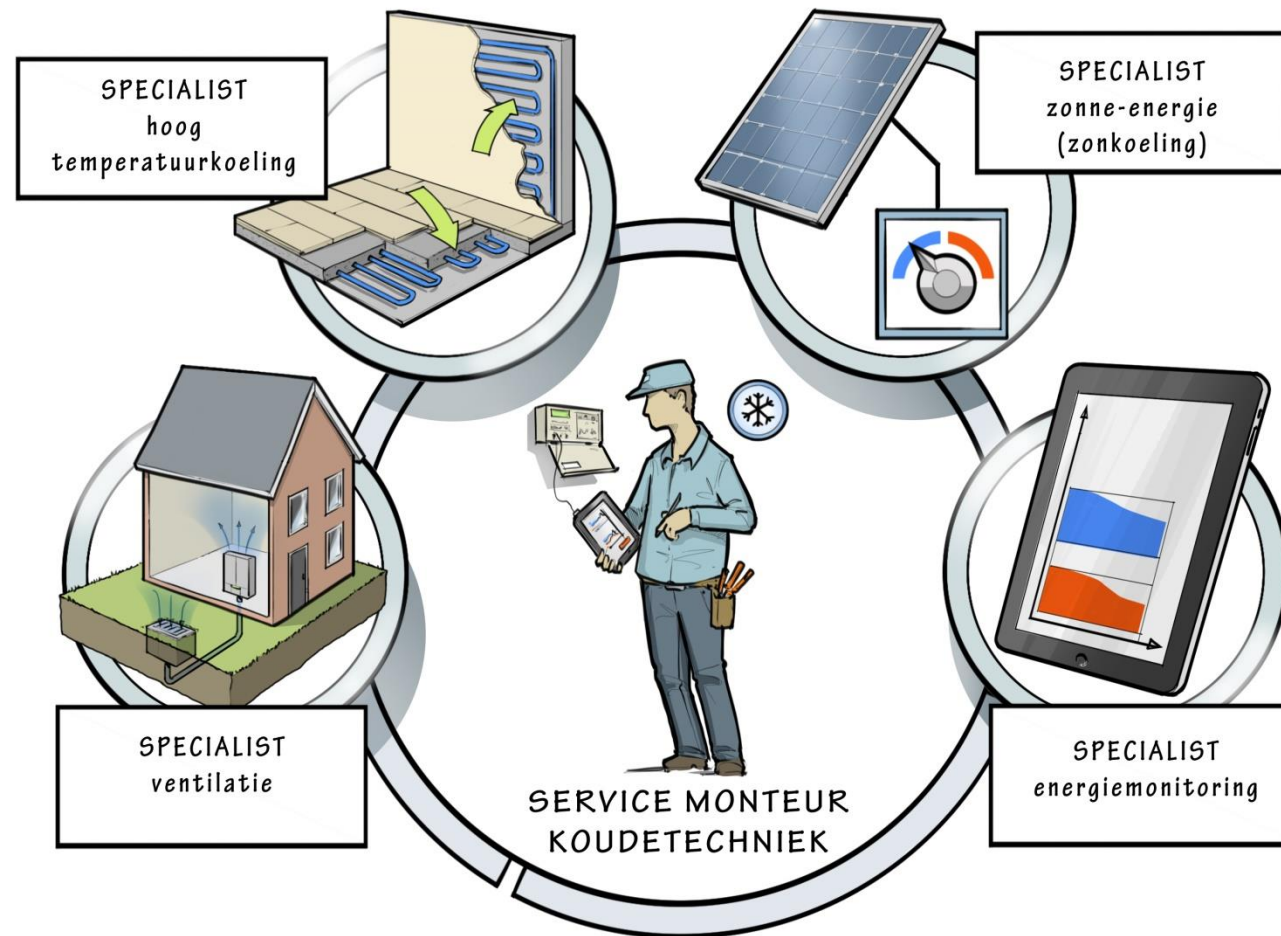 SPECIALIST
hoog
temperatuurkoeling
SPECIALIST
zonne-energie
(zonkoeling)
SPECIALIST
ventilatie
SPECIALIST
energiemonitoring
SERVICE MONTEUR
KOUDETECHNIEK